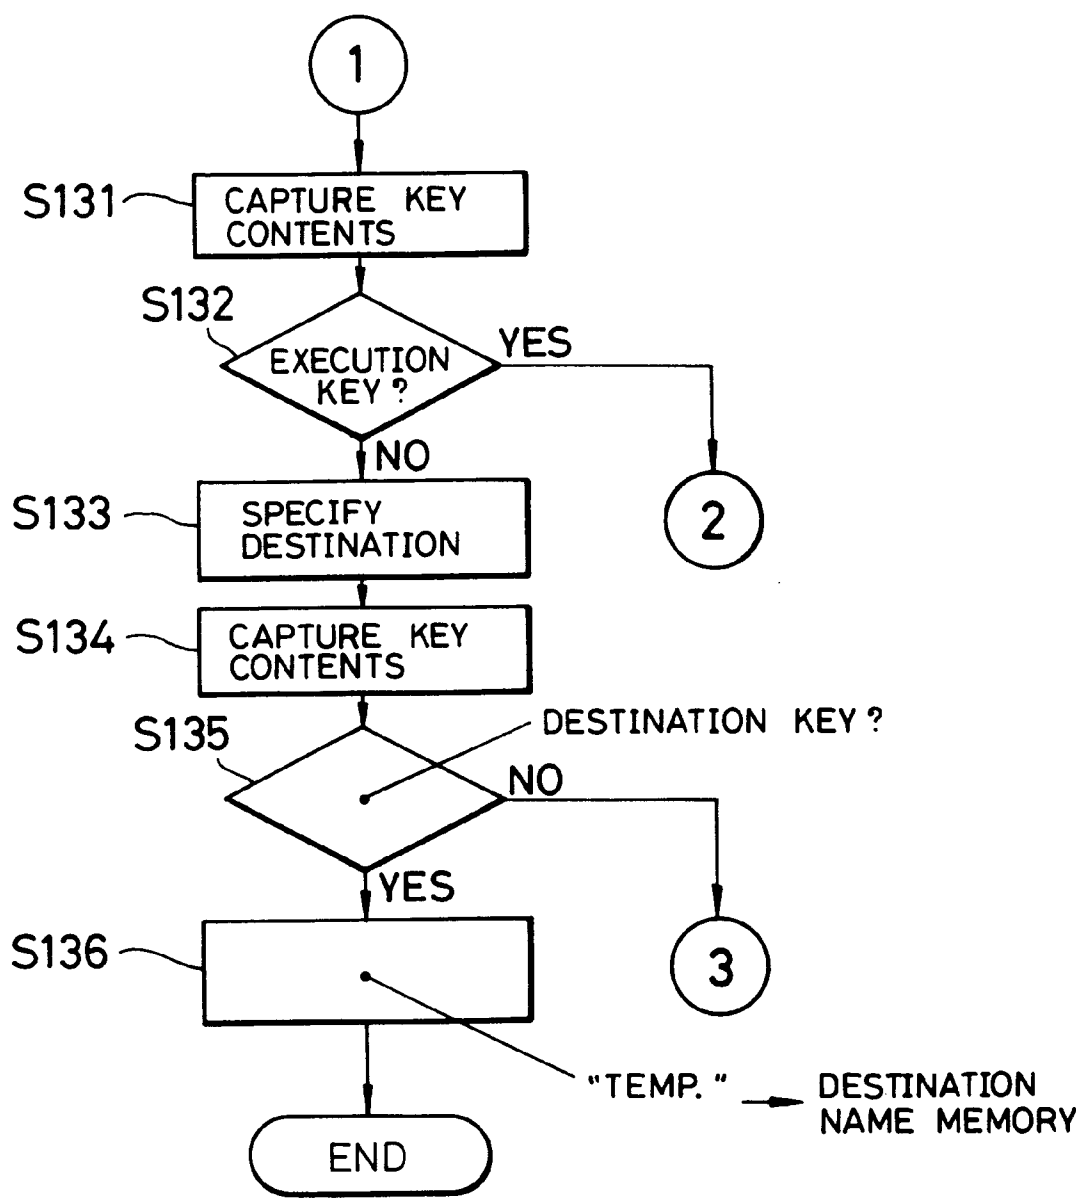 1
S131
CAPTURE KEY
CONTENTS
S132
EXECUTION
KEY?
YES
NO
2
S133
SPECIFY
DESTINATION
S134
CAPTURE KEY
CONTENTS
S135
DESTINATION KEY?
NO
YES
3
S136
"TEMP." → DESTINATION
NAME MEMORY
END